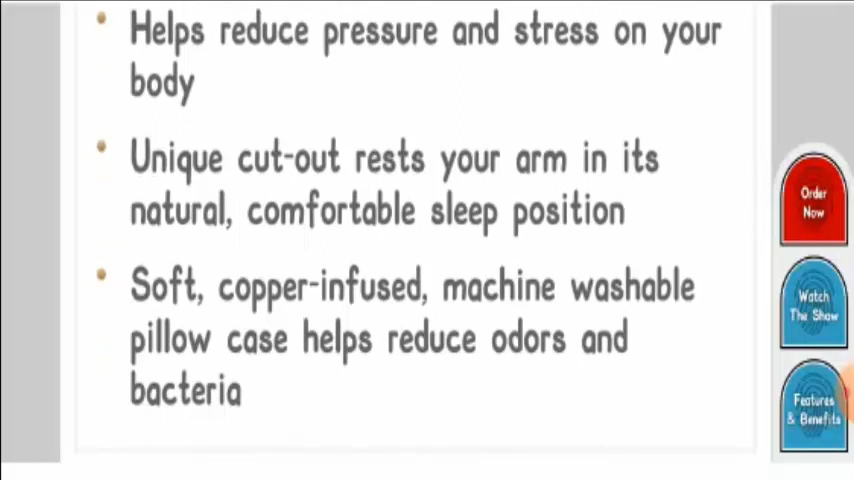 Helps reduce pressure and stress on your
body
Unique cut-out rests your arm in its
natural, comfortable sleep position
Soft, copper-infused, machine washable
pillow case helps reduce odors and
bacteria
Order
Now
Watch
The Show
Features
& Benefits